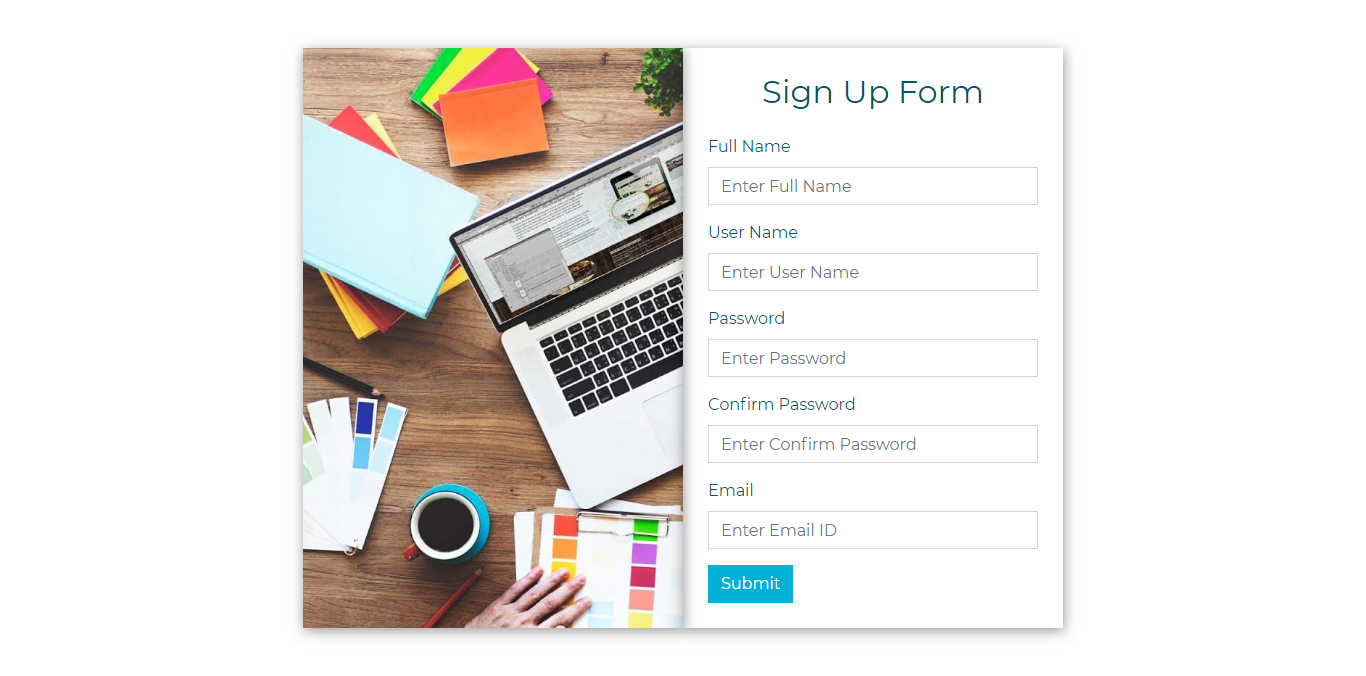 Sign Up Form
Full Name
Enter Full Name
User Name
Enter User Name
Password
Enter Password
Confirm Password
Enter Confirm Password
Email
Enter Email ID
Submit